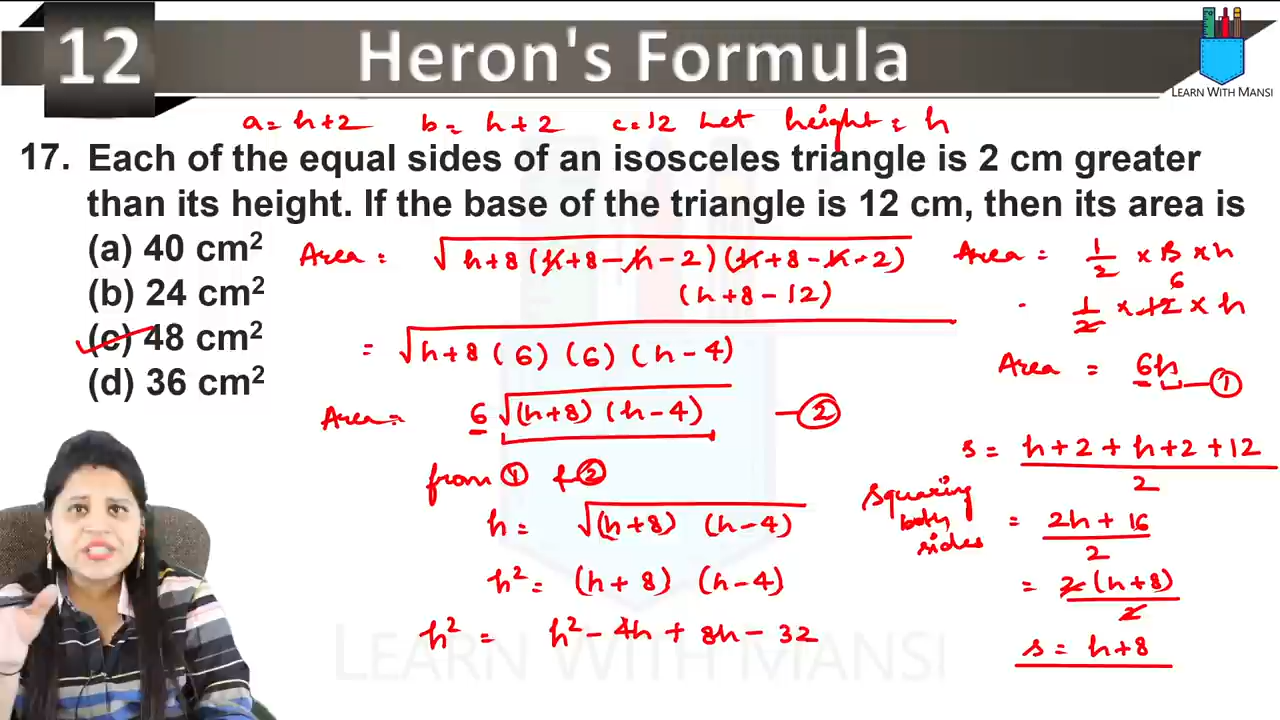 12 Heron's Formula
LEARN WITH MANSI
a = h+2 b = h+2 c = 12 Let height = h
17. Each of the equal sides of an isosceles triangle is 2 cm greater
than its height. If the base of the triangle is 12 cm, then its area is
(a) 40 cm²
(b) 24 cm²
(c) 48 cm²
(d) 36 cm²
Area = √h+8 (h+8-h-2) (h+8-h-2)
(h+8-12)
= √h+8 (6) (6) (h-4)
Area = 6 √(h+8) (h-4) —②
from ① & ②
h = √(h+8) (h-4)
h² = (h+8) (h-4)
h² = h² - 4h + 8h - 32
Area = 1/2 × B × h
= 1/2 × 12 × h
6
Area = 6h —①
s = h+2 + h+2 + 12 / 2
= 2h + 16 / 2
= 2(h+8) / 2
s = h+8
squaring
both
sides
LEARN WITH MANSI